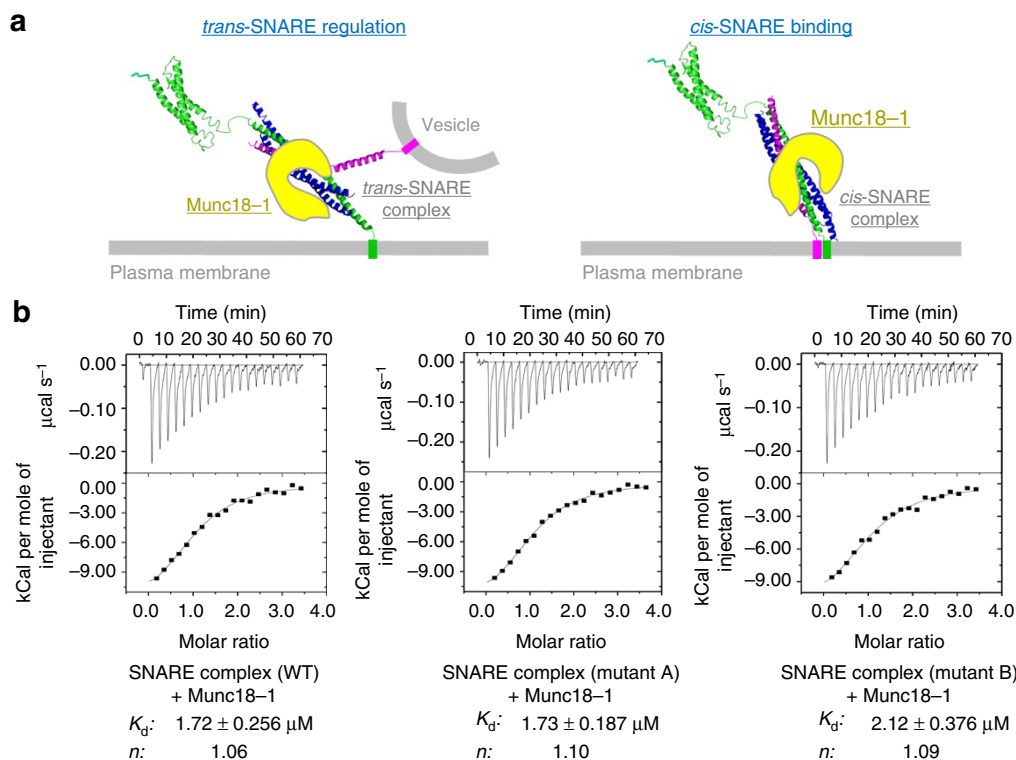 a
trans-SNARE regulation
cis-SNARE binding
Vesicle
Munc18–1
trans-SNARE
complex
Plasma membrane
Munc18–1
cis-SNARE
complex
Plasma membrane
b
Time (min)
0 10 20 30 40 50 60 70
0.00
–0.10
–0.20
μcal s–1
0.00
–3.00
–6.00
–9.00
kCal per mole of
injectant
0.0 1.0 2.0 3.0 4.0
Molar ratio
SNARE complex (WT)
+ Munc18–1
Kd: 1.72 ± 0.256 μM
n: 1.06
Time (min)
0 10 20 30 40 50 60 70
0.00
–0.10
–0.20
μcal s–1
0.00
–3.00
–6.00
–9.00
kCal per mole of
injectant
0.0 1.0 2.0 3.0 4.0
Molar ratio
SNARE complex (mutant A)
+ Munc18–1
Kd: 1.73 ± 0.187 μM
n: 1.10
Time (min)
0 10 20 30 40 50 60 70
0.00
–0.10
–0.20
μcal s–1
0.00
–3.00
–6.00
–9.00
kCal per mole of
injectant
0.0 1.0 2.0 3.0 4.0
Molar ratio
SNARE complex (mutant B)
+ Munc18–1
Kd: 2.12 ± 0.376 μM
n: 1.09